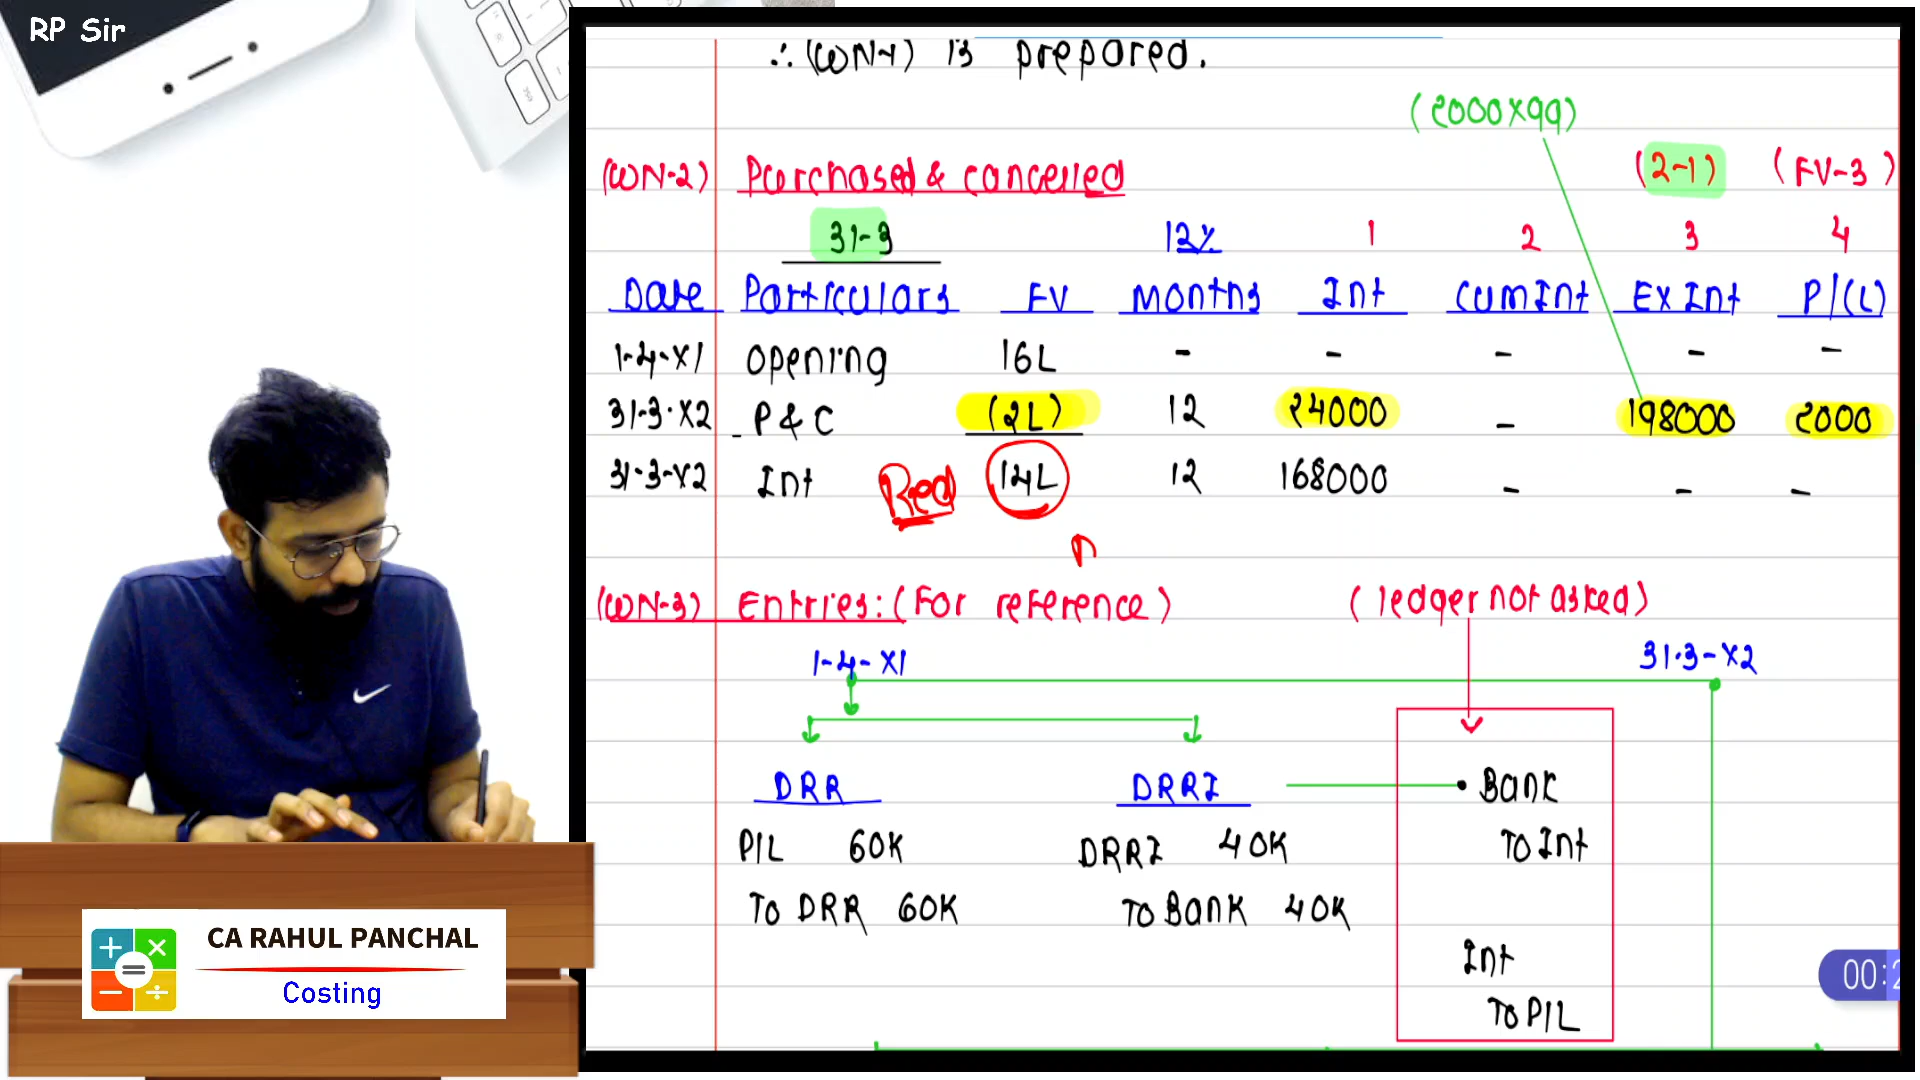 RP Sir
∴ (WN-1) is prepared.
(2000x99)
(WN-2) Purchased & cancelled (2-1) (FV-3)
31-3 12% 1 2 3 4
Date Particulars FV Months Int cumInt ExInt P/(L)
1-4-X1 opening 16L - - - - -
31-3-X2 P & C (2L) 12 24000 - 198000 2000
31-3-X2 Int Red 14L 12 168000 - - -
(WN-3) Entries: (For reference) (ledger not asked)
1-4-X1 31-3-X2
DRR DRRI • Bank
P/L 60K DRRI 40K To Int
To DRR 60K To Bank 40K
Int
To P/L
CA RAHUL PANCHAL
Costing
00:2